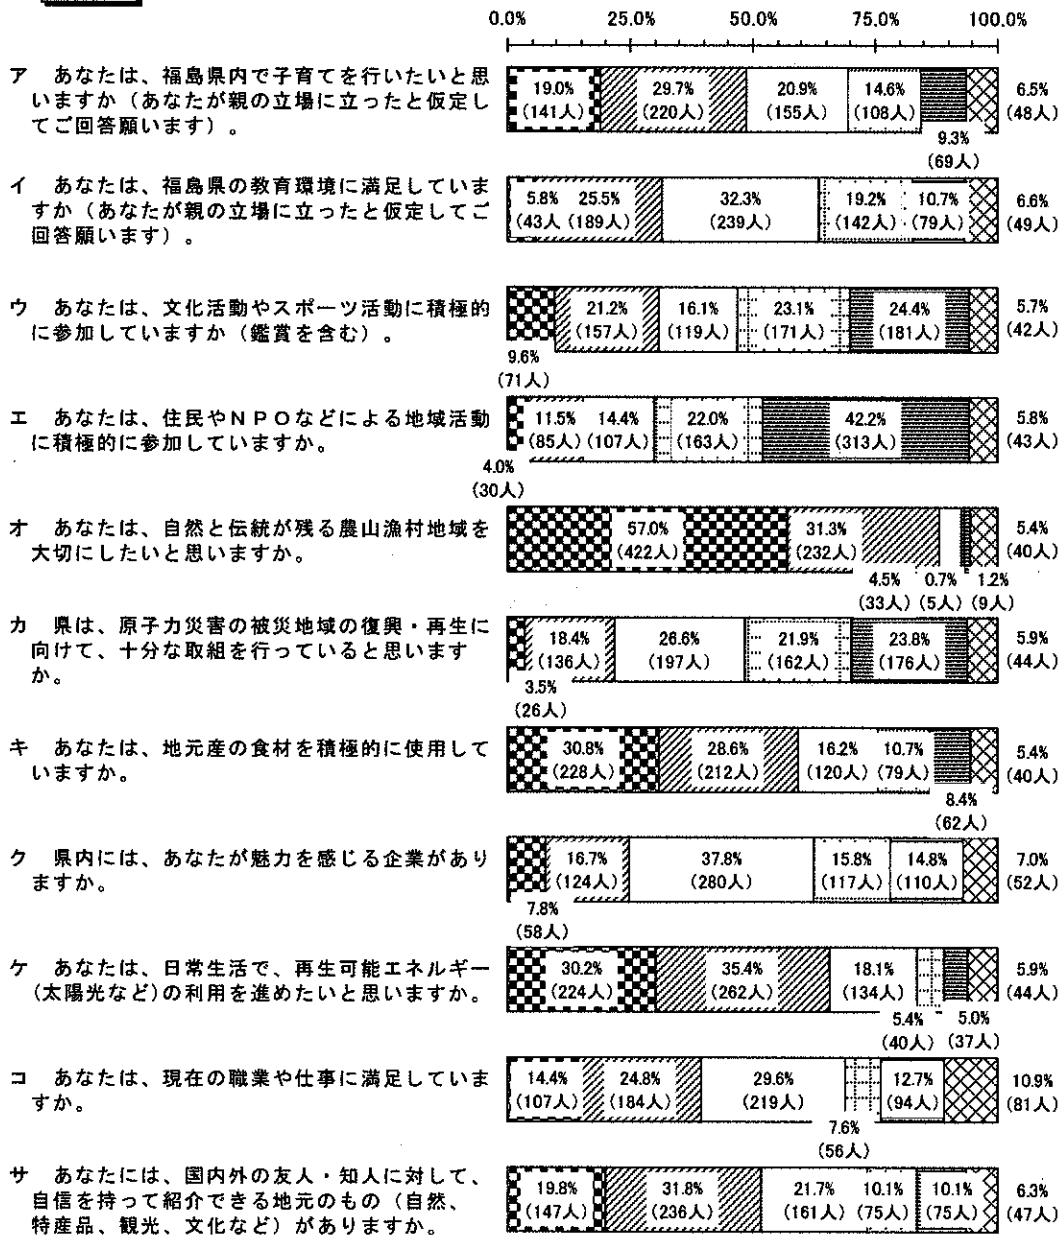 0.0% 25.0% 50.0% 75.0% 100.0%
ア あなたは、福島県内で子育てを行いたいと思
いますか（あなたが親の立場に立ったと仮定し
てご回答願います）。
19.0% 29.7% 20.9% 14.6% 6.5%
(141人) (220人) (155人) (108人) (48人)
9.3%
(69人)
イ あなたは、福島県の教育環境に満足していま
すか（あなたが親の立場に立ったと仮定してご
回答願います）。
5.8% 25.5% 32.3% 19.2% 10.7% 6.6%
(43人 (189人) (239人) (142人) (79人) (49人)
ウ あなたは、文化活動やスポーツ活動に積極的
に参加していますか（鑑賞を含む）。
21.2% 16.1% 23.1% 24.4% 5.7%
(157人) (119人) (171人) (181人) (42人)
9.6%
(71人)
エ あなたは、住民やＮＰＯなどによる地域活動
に積極的に参加していますか。
11.5% 14.4% 22.0% 42.2% 5.8%
(85人) (107人) (163人) (313人) (43人)
4.0%
(30人)
オ あなたは、自然と伝統が残る農山漁村地域を
大切にしたいと思いますか。
57.0% 31.3% 5.4%
(422人) (232人) (40人)
4.5% 0.7% 1.2%
(33人) (5人) (9人)
カ 県は、原子力災害の被災地域の復興・再生に
向けて、十分な取組を行っていると思います
か。
18.4% 26.6% 21.9% 23.8% 5.9%
(136人) (197人) (162人) (176人) (44人)
3.5%
(26人)
キ あなたは、地元産の食材を積極的に使用して
いますか。
30.8% 28.6% 16.2% 10.7% 5.4%
(228人) (212人) (120人) (79人) (40人)
8.4%
(62人)
ク 県内には、あなたが魅力を感じる企業があり
ますか。
16.7% 37.8% 15.8% 14.8% 7.0%
(124人) (280人) (117人) (110人) (52人)
7.8%
(58人)
ケ あなたは、日常生活で、再生可能エネルギー
(太陽光など)の利用を進めたいと思いますか。
30.2% 35.4% 18.1% 5.9%
(224人) (262人) (134人) (44人)
5.4% 5.0%
(40人) (37人)
コ あなたは、現在の職業や仕事に満足していま
すか。
14.4% 24.8% 29.6% 12.7% 10.9%
(107人) (184人) (219人) (94人) (81人)
7.6%
(56人)
サ あなたには、国内外の友人・知人に対して、
自信を持って紹介できる地元のもの（自然、
特産品、観光、文化など）がありますか。
19.8% 31.8% 21.7% 10.1% 10.1% 6.3%
(147人) (236人) (161人) (75人) (75人) (47人)